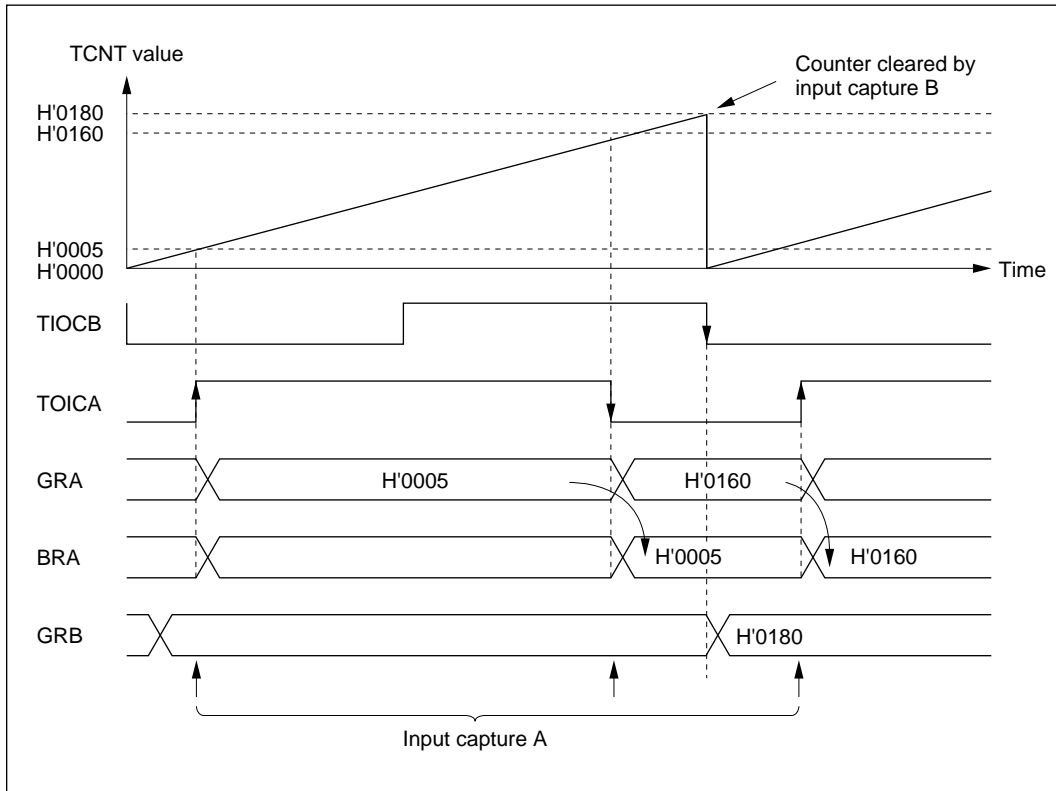 TCNT value
Counter cleared by
input capture B
H'0180
H'0160
H'0005
H'0000
Time
TIOCB
TOICA
GRA
H'0005
H'0160
BRA
H'0005
H'0160
GRB
H'0180
Input capture A